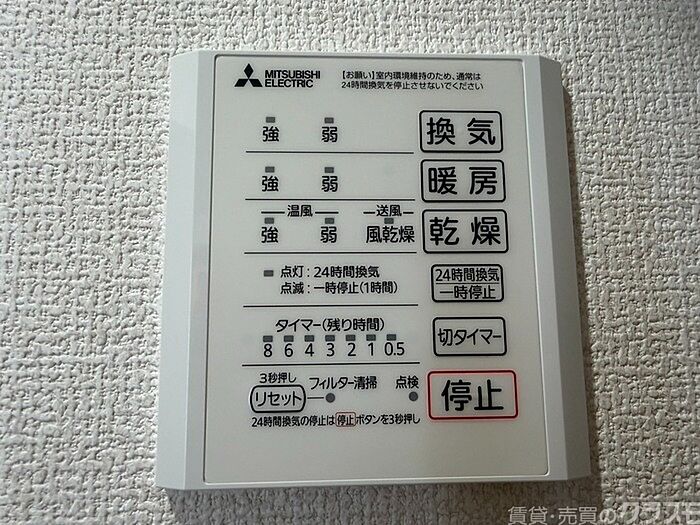 MITSUBISHI ELECTRIC
【お願い】室内環境維持のため、通常は
24時間換気を停止させないでください
強 弱 換気
強 弱 暖房
温風 送風
強 弱 風乾燥 乾燥
点灯：24時間換気
点滅：一時停止(1時間)
24時間換気
一時停止
タイマー(残り時間)
8 6 4 3 2 1 0.5
切タイマー
3秒押し
リセット フィルター清掃 点検
停止
24時間換気の停止は停止ボタンを3秒押し
賃貸・売買のクラスモ